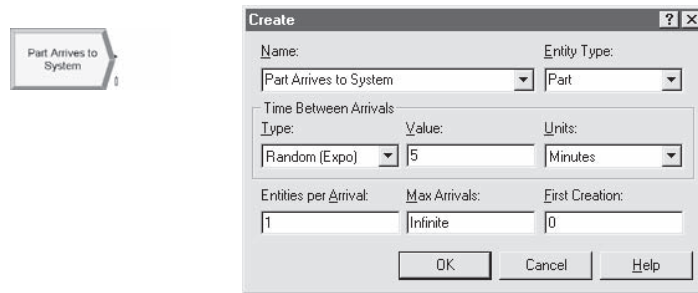 Part Arrives to
System
0
Create
? X
Name:
Entity Type:
Part Arrives to System
Part
Time Between Arrivals
Type:
Value:
Units:
Random (Expo)
5
Minutes
Entities per Arrival:
Max Arrivals:
First Creation:
1
Infinite
0
OK
Cancel
Help